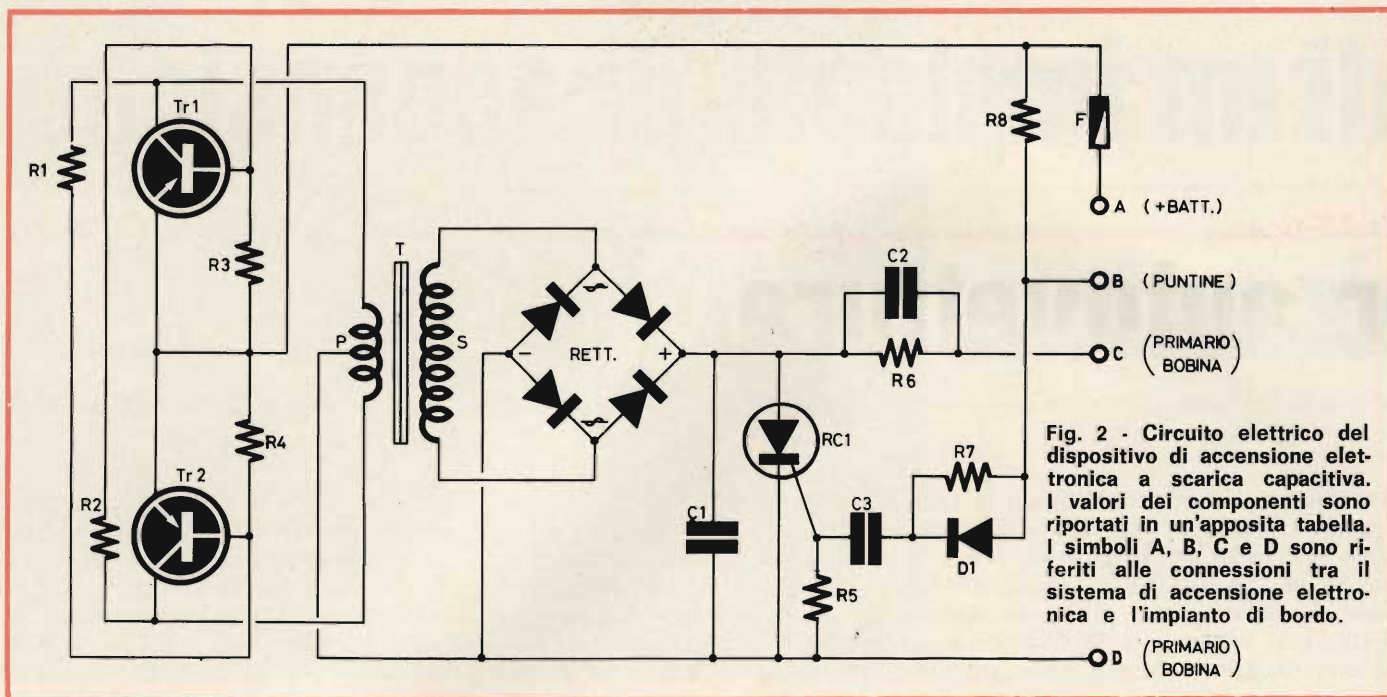 Tr 1
R1
R3
R4
Tr 2
R2
T
P
S
RETT.
-
+
C1
C2
R6
RC1
C3
R7
D1
R5
R8
F
A (+BATT.)
B (PUNTINE)
C (PRIMARIO
BOBINA)
D (PRIMARIO
BOBINA)
Fig. 2 - Circuito elettrico del
dispositivo di accensione elet-
tronica a scarica capacitiva.
I valori dei componenti sono
riportati in un'apposita tabella.
I simboli A, B, C e D sono ri-
feriti alle connessioni tra il
sistema di accensione elettro-
nica e l'impianto di bordo.